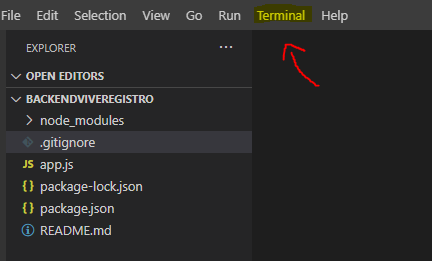 File Edit Selection View Go Run Terminal Help
EXPLORER ...
OPEN EDITORS
BACKENDVIVEREGISTRO
node_modules
.gitignore
JS app.js
{} package-lock.json
{} package.json
README.md